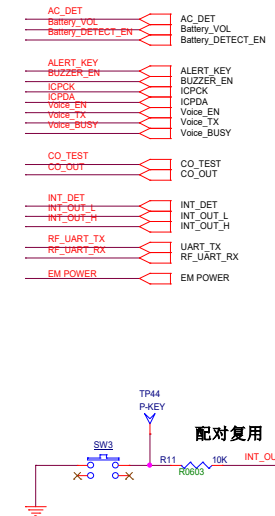 AC_DET AC_DET
Battery_VOL Battery_VOL
Battery_DETECT_EN Battery_DETECT_EN
ALERT_KEY ALERT_KEY
BUZZER_EN BUZZER_EN
ICPCK ICPCK
ICPDA ICPDA
Voice_EN Voice_EN
Voice_TX Voice_TX
Voice_BUSY Voice_BUSY
CO_TEST CO_TEST
CO_OUT CO_OUT
INT_DET INT_DET
INT_OUT_L INT_OUT_L
INT_OUT_H INT_OUT_H
RF_UART_TX UART_TX
RF_UART_RX RF_UART_RX
EM POWER EM POWER
TP44
P-KEY
配对复用
SW3 R11 10K INT_OU
R0603